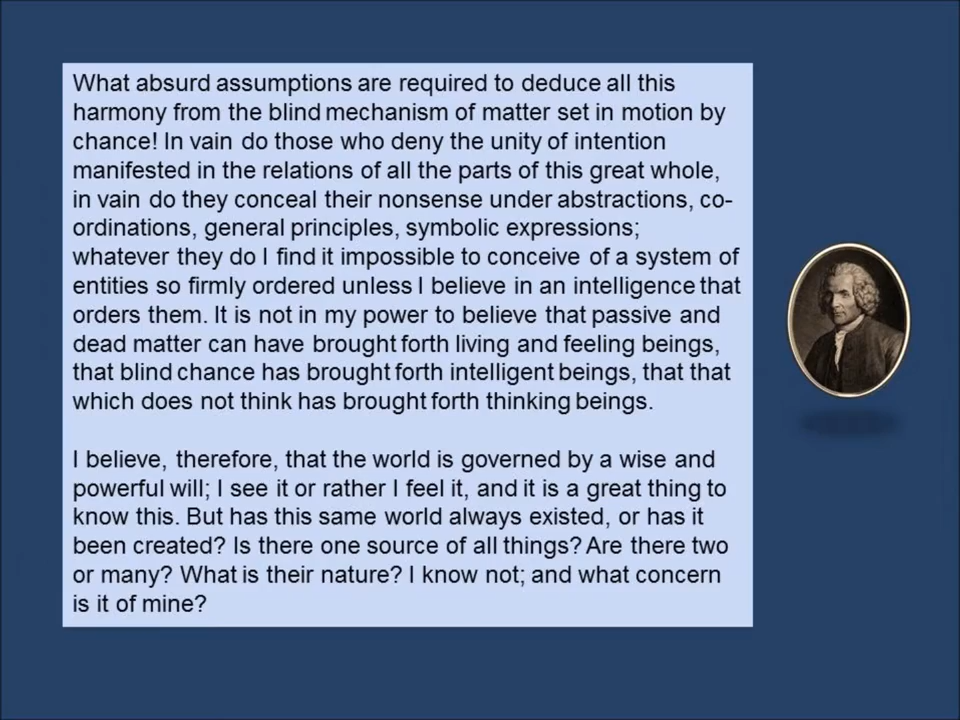 What absurd assumptions are required to deduce all this
harmony from the blind mechanism of matter set in motion by
chance! In vain do those who deny the unity of intention
manifested in the relations of all the parts of this great whole,
in vain do they conceal their nonsense under abstractions, co-
ordinations, general principles, symbolic expressions;
whatever they do I find it impossible to conceive of a system of
entities so firmly ordered unless I believe in an intelligence that
orders them. It is not in my power to believe that passive and
dead matter can have brought forth living and feeling beings,
that blind chance has brought forth intelligent beings, that that
which does not think has brought forth thinking beings.
I believe, therefore, that the world is governed by a wise and
powerful will; I see it or rather I feel it, and it is a great thing to
know this. But has this same world always existed, or has it
been created? Is there one source of all things? Are there two
or many? What is their nature? I know not; and what concern
is it of mine?